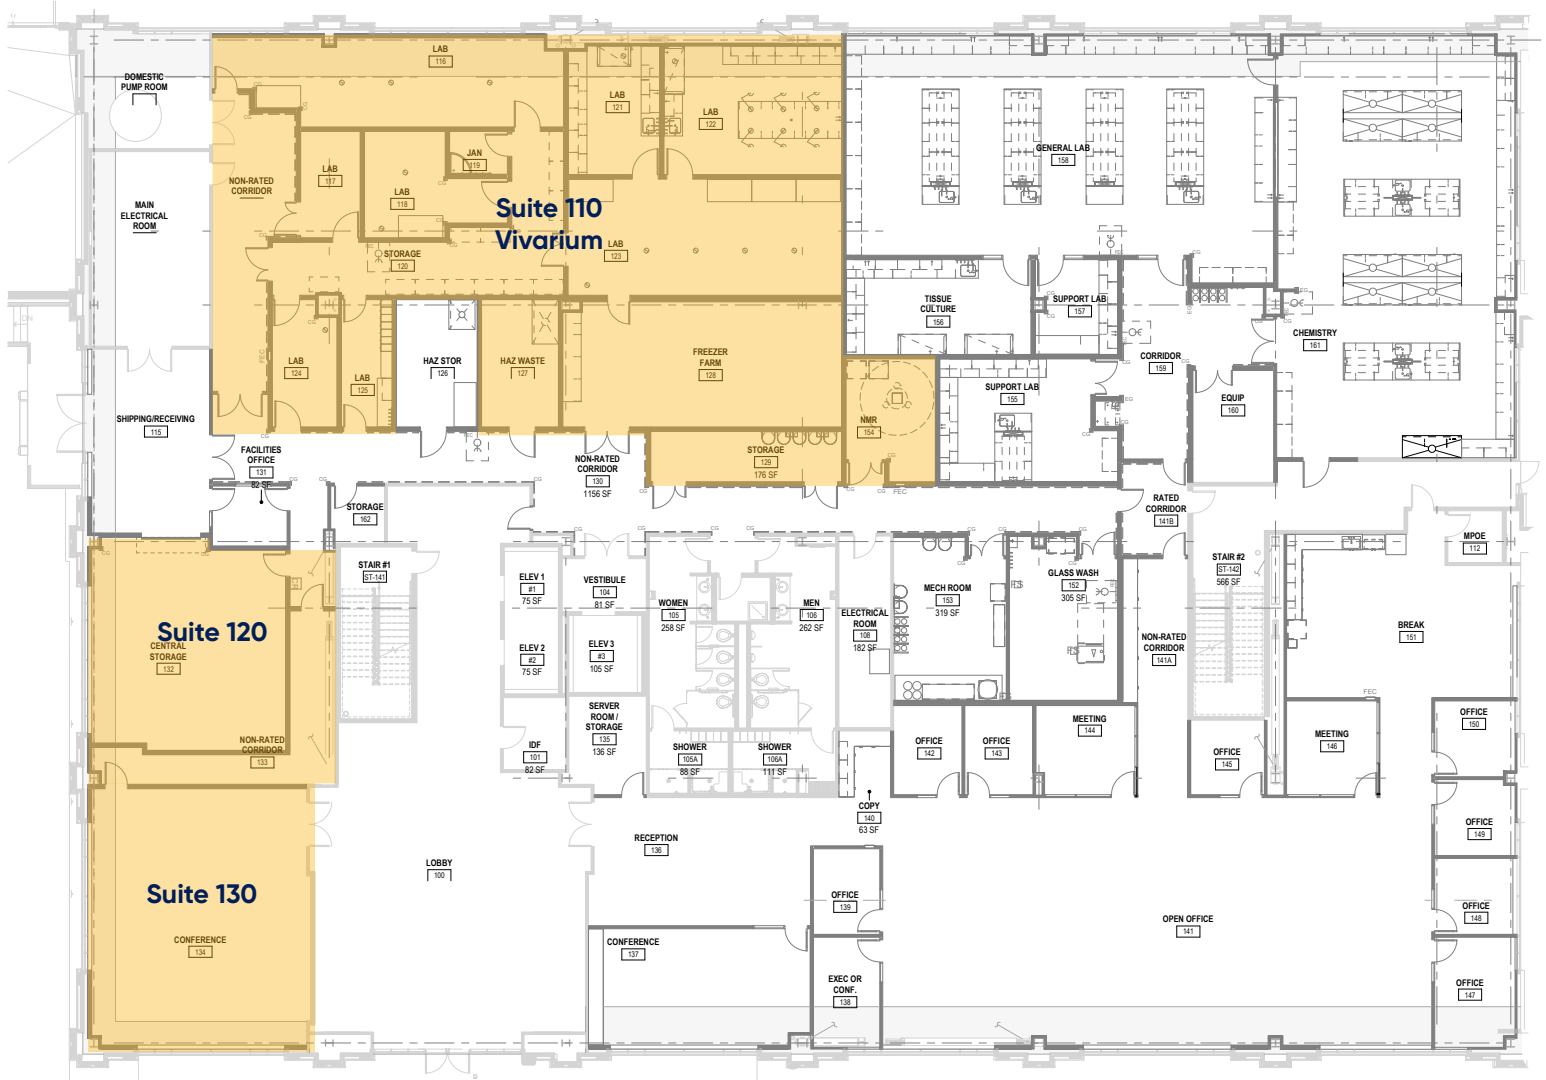 LAB
116
DOMESTIC
PUMP ROOM
LAB
121
LAB
122
GENERAL LAB
158
JAN
119
LAB
117
LAB
118
NON-RATED
CORRIDOR
MAIN
ELECTRICAL
ROOM
Suite 110
Vivarium
LAB
123
STORAGE
120
TISSUE
CULTURE
156
SUPPORT LAB
157
CHEMISTRY
161
CORRIDOR
159
LAB
124
LAB
125
HAZ STOR
126
HAZ WASTE
127
FREEZER
FARM
128
FEC
SUPPORT LAB
155
EQUIP
160
SHIPPING/RECEIVING
115
NMR
154
FACILITIES
OFFICE
131
82 SF
NON-RATED
CORRIDOR
130
1156 SF
STORAGE
129
176 SF
FEC
STORAGE
162
RATED
CORRIDOR
141B
MPOE
112
STAIR #1
ST-141
ELEV 1
#1
75 SF
VESTIBULE
104
81 SF
WOMEN
105
258 SF
MEN
106
262 SF
ELECTRICAL
ROOM
108
182 SF
MECH ROOM
153
319 SF
GLASS WASH
152
305 SF
STAIR #2
ST-142
566 SF
NON-RATED
CORRIDOR
141A
BREAK
151
Suite 120
CENTRAL
STORAGE
132
ELEV 2
#2
75 SF
ELEV 3
#3
105 SF
FEC
NON-RATED
CORRIDOR
133
IDF
101
82 SF
SERVER
ROOM /
STORAGE
135
136 SF
SHOWER
105A
88 SF
SHOWER
106A
111 SF
OFFICE
142
OFFICE
143
MEETING
144
OFFICE
145
MEETING
146
OFFICE
150
COPY
140
63 SF
OFFICE
149
LOBBY
100
RECEPTION
136
Suite 130
OFFICE
139
OPEN OFFICE
141
OFFICE
148
CONFERENCE
134
CONFERENCE
137
EXEC OR
CONF.
138
OFFICE
147